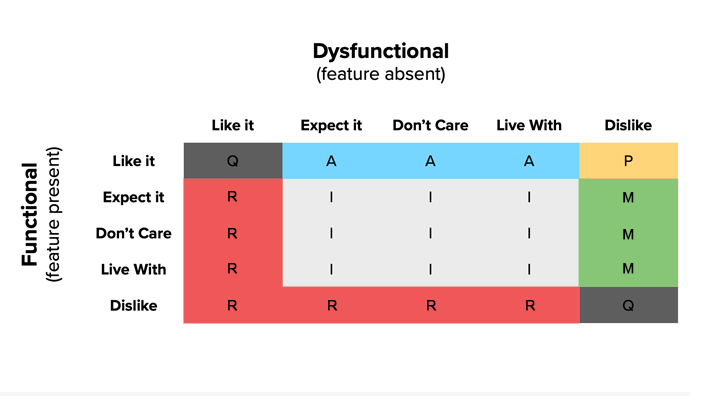 Dysfunctional
(feature absent)
Like it Expect it Don’t Care Live With Dislike
Functional
(feature present)
Like it Q A A A P
Expect it R I I I M
Don’t Care R I I I M
Live With R I I I M
Dislike R R R R Q